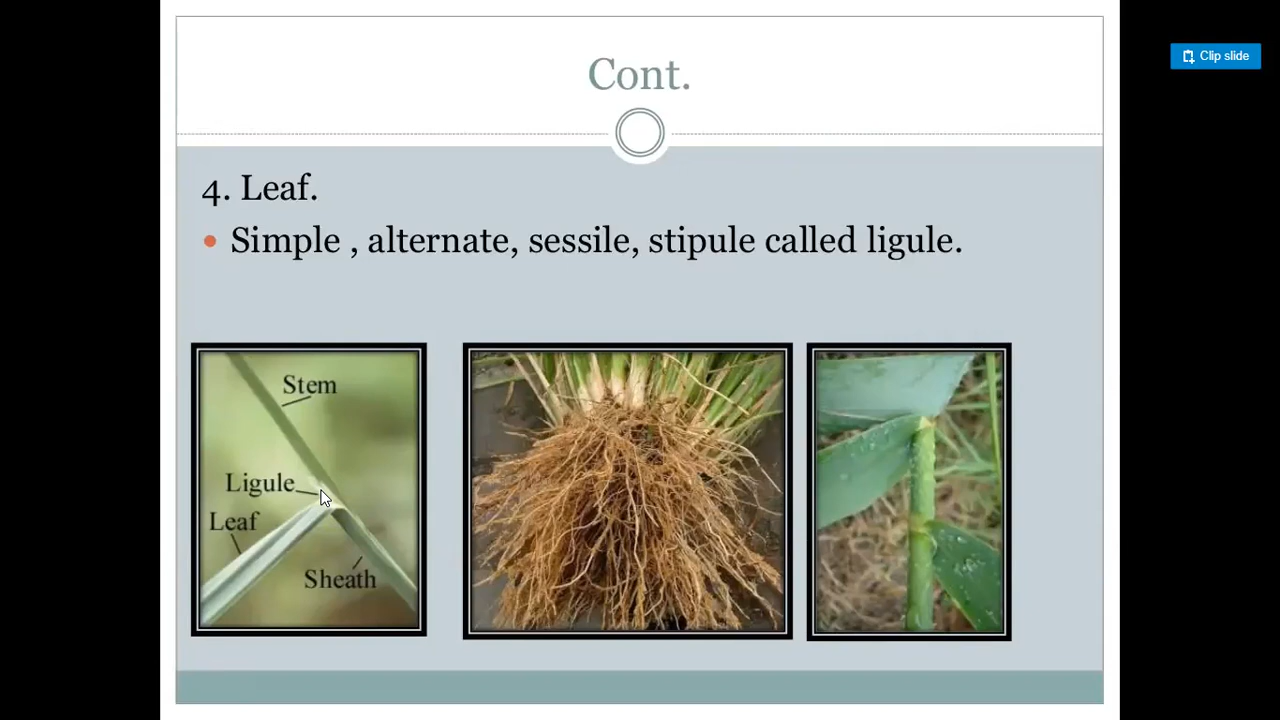 Clip slide
Cont.
4. Leaf.
Simple , alternate, sessile, stipule called ligule.
Stem
Ligule
Leaf
Sheath